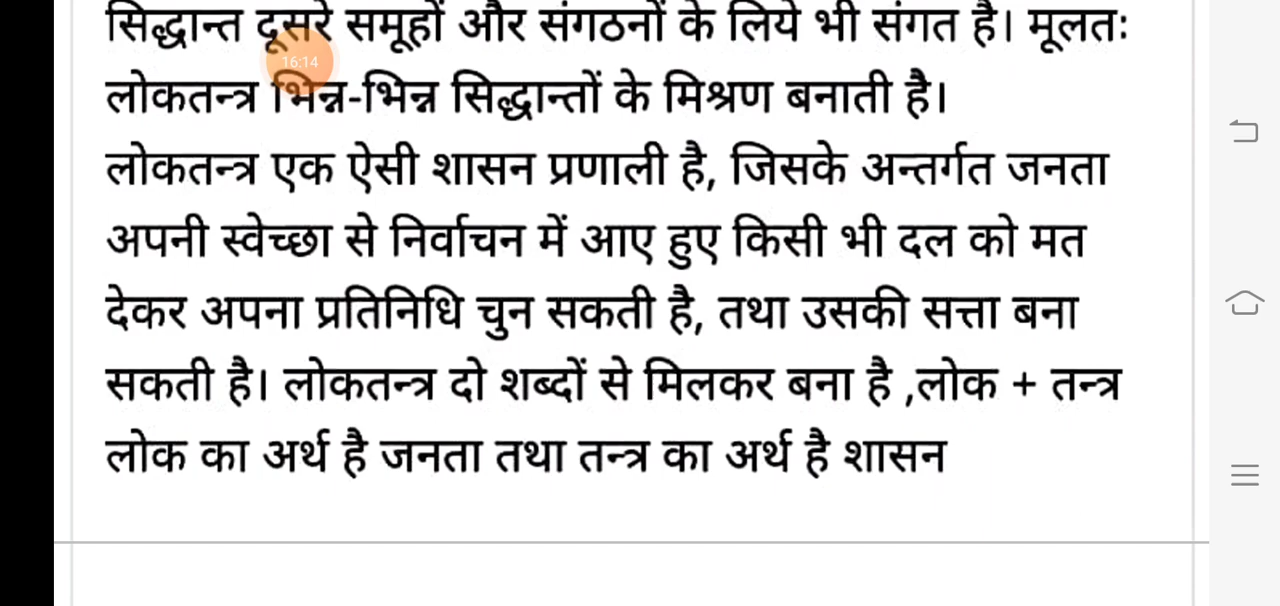 सिद्धान्त दूसरे समूहों और संगठनों के लिये भी संगत है। मूलतः
16:14
लोकतन्त्र भिन्न-भिन्न सिद्धान्तों के मिश्रण बनाती है।
लोकतन्त्र एक ऐसी शासन प्रणाली है, जिसके अन्तर्गत जनता
अपनी स्वेच्छा से निर्वाचन में आए हुए किसी भी दल को मत
देकर अपना प्रतिनिधि चुन सकती है, तथा उसकी सत्ता बना
सकती है। लोकतन्त्र दो शब्दों से मिलकर बना है ,लोक + तन्त्र
लोक का अर्थ है जनता तथा तन्त्र का अर्थ है शासन